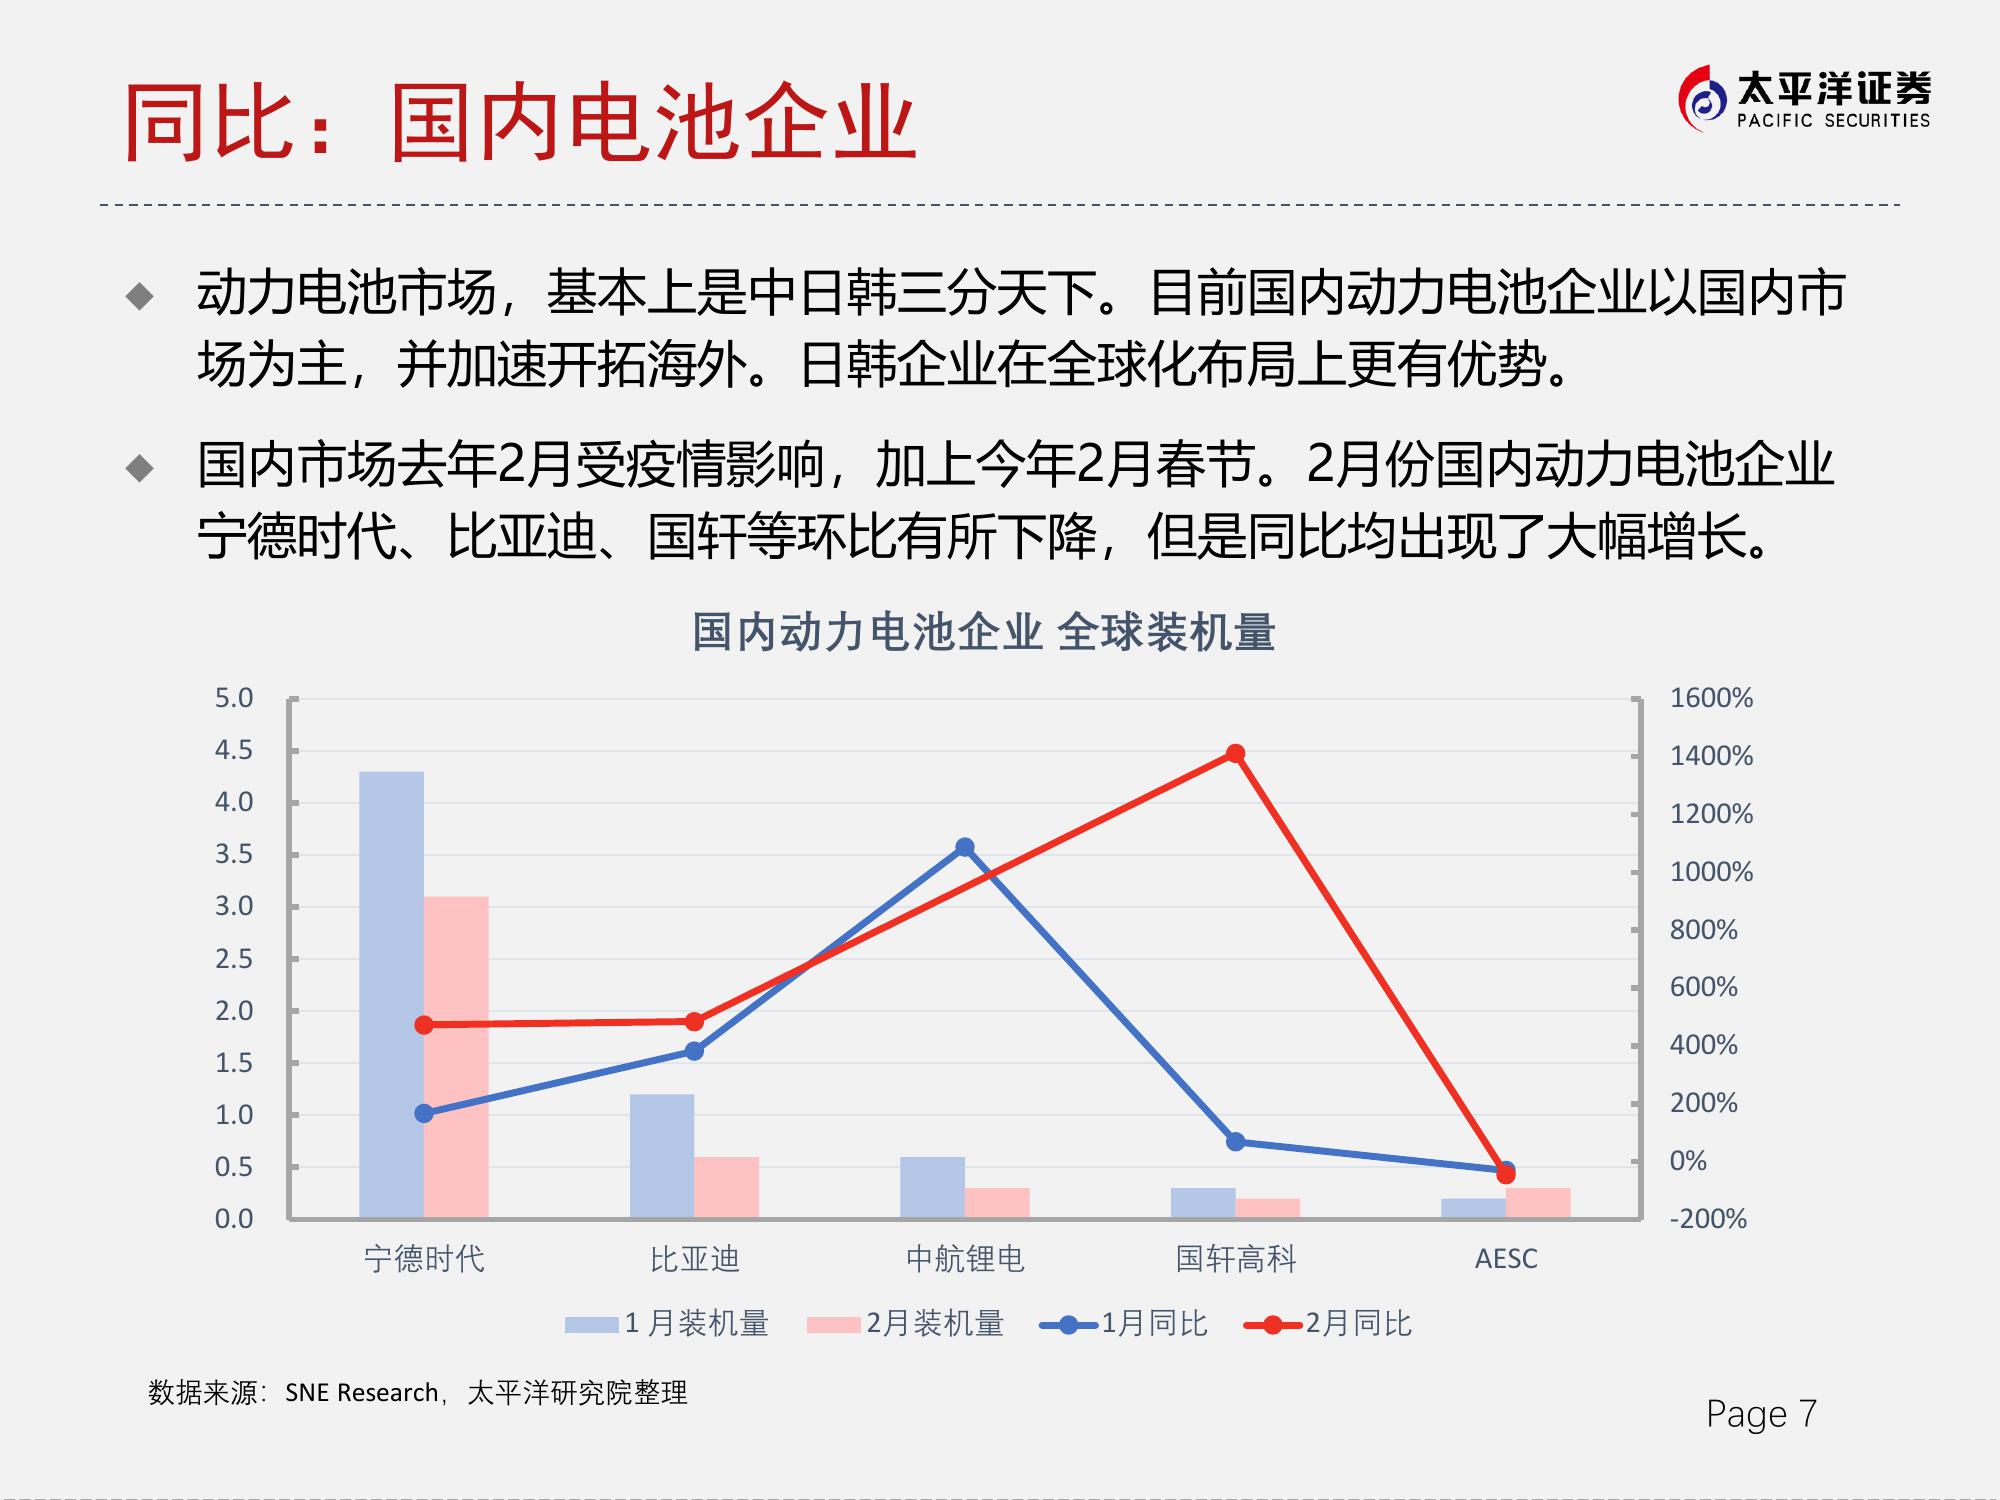 同比：国内电池企业
太平洋证券
PACIFIC SECURITIES
动力电池市场，基本上是中日韩三分天下。目前国内动力电池企业以国内市
场为主，并加速开拓海外。日韩企业在全球化布局上更有优势。
国内市场去年2月受疫情影响，加上今年2月春节。2月份国内动力电池企业
宁德时代、比亚迪、国轩等环比有所下降，但是同比均出现了大幅增长。
国内动力电池企业 全球装机量
5.0
4.5
4.0
3.5
3.0
2.5
2.0
1.5
1.0
0.5
0.0
1600%
1400%
1200%
1000%
800%
600%
400%
200%
0%
-200%
宁德时代 比亚迪 中航锂电 国轩高科 AESC
1 月装机量 2月装机量 1月同比 2月同比
数据来源：SNE Research，太平洋研究院整理
Page 7